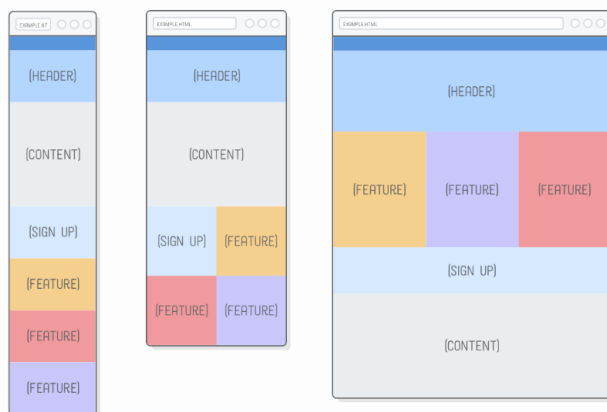 EXAMPLE.HT
(HEADER)
(CONTENT)
(SIGN UP)
(FEATURE)
(FEATURE)
(FEATURE)
EXAMPLE.HTML
(HEADER)
(CONTENT)
(SIGN UP) (FEATURE)
(FEATURE) (FEATURE)
EXAMPLE.HTML
(HEADER)
(FEATURE) (FEATURE) (FEATURE)
(SIGN UP)
(CONTENT)